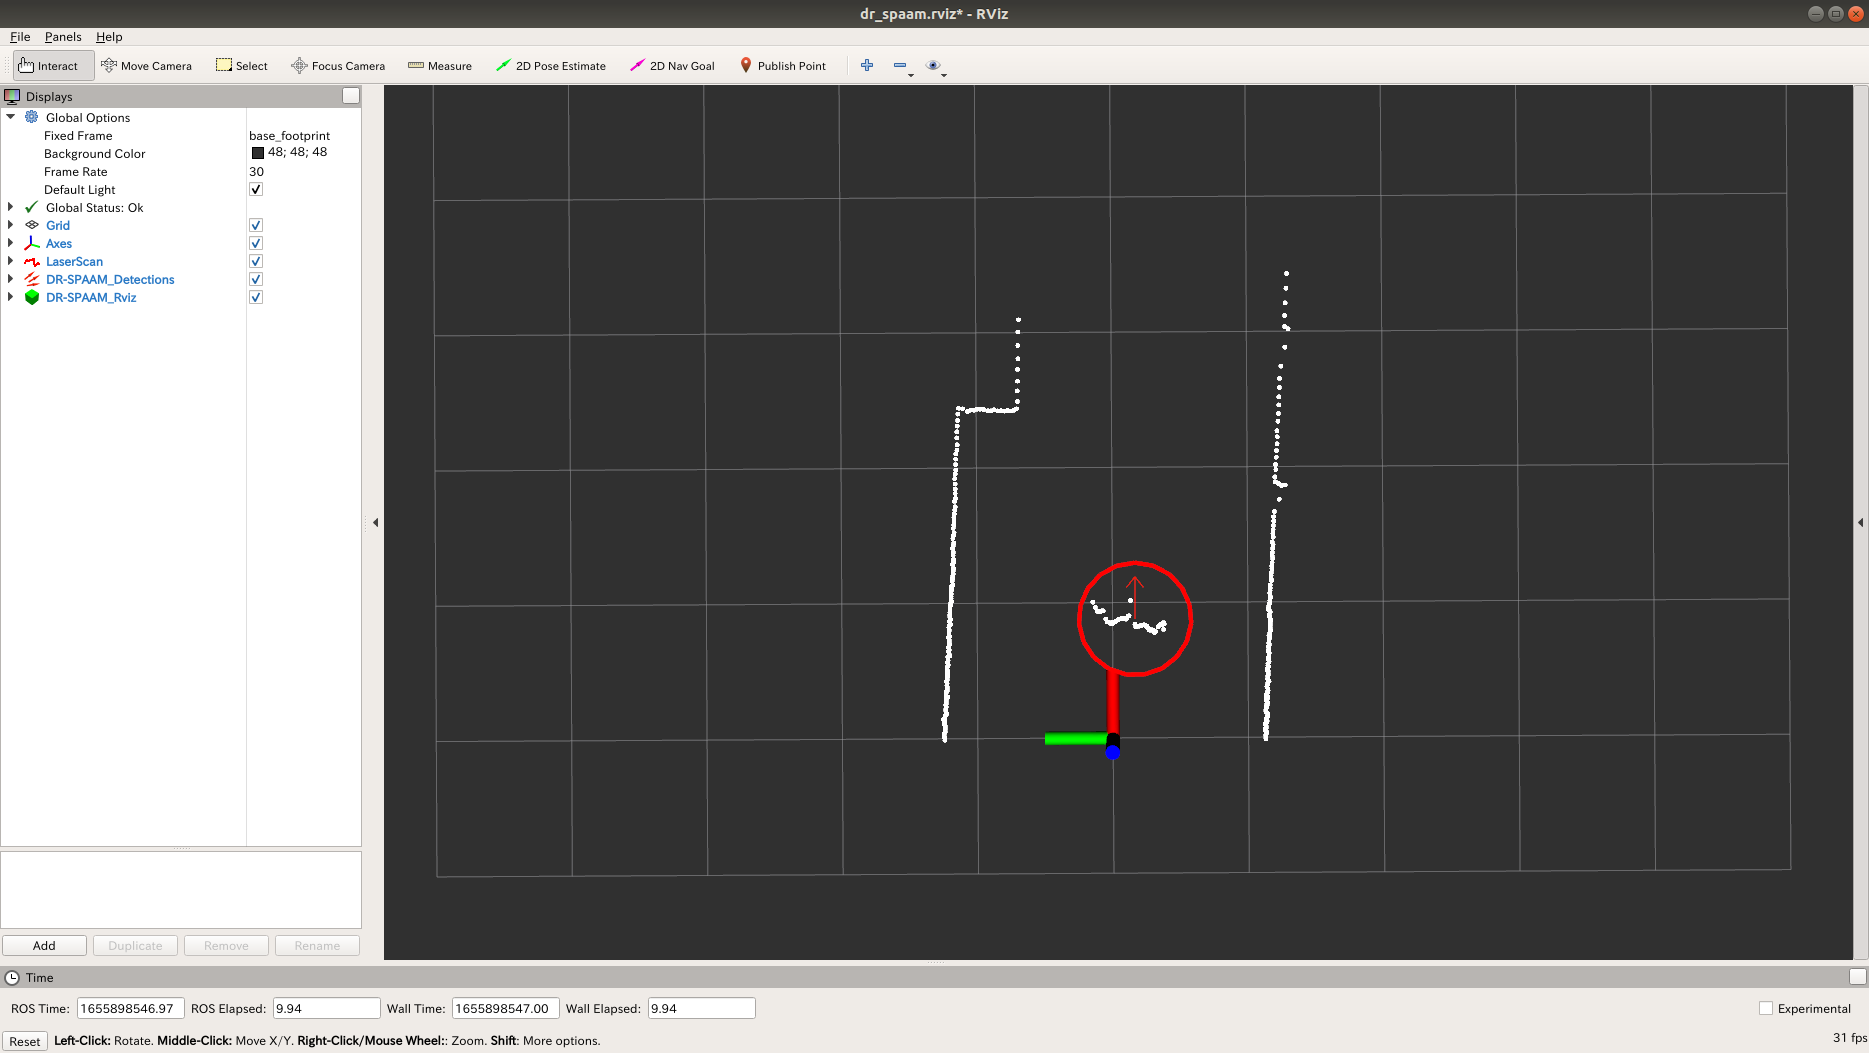 dr_spaam.rviz* - RViz
File Panels Help
Interact Move Camera Select Focus Camera Measure 2D Pose Estimate 2D Nav Goal Publish Point
Displays
Global Options
Fixed Frame base_footprint
Background Color 48; 48; 48
Frame Rate 30
Default Light
Global Status: Ok
Grid
Axes
LaserScan
DR-SPAAM_Detections
DR-SPAAM_Rviz
Add Duplicate Remove Rename
Time
ROS Time: 1655898546.97 ROS Elapsed: 9.94 Wall Time: 1655898547.00 Wall Elapsed: 9.94 Experimental
Reset Left-Click: Rotate. Middle-Click: Move X/Y. Right-Click/Mouse Wheel:: Zoom. Shift: More options. 31 fps